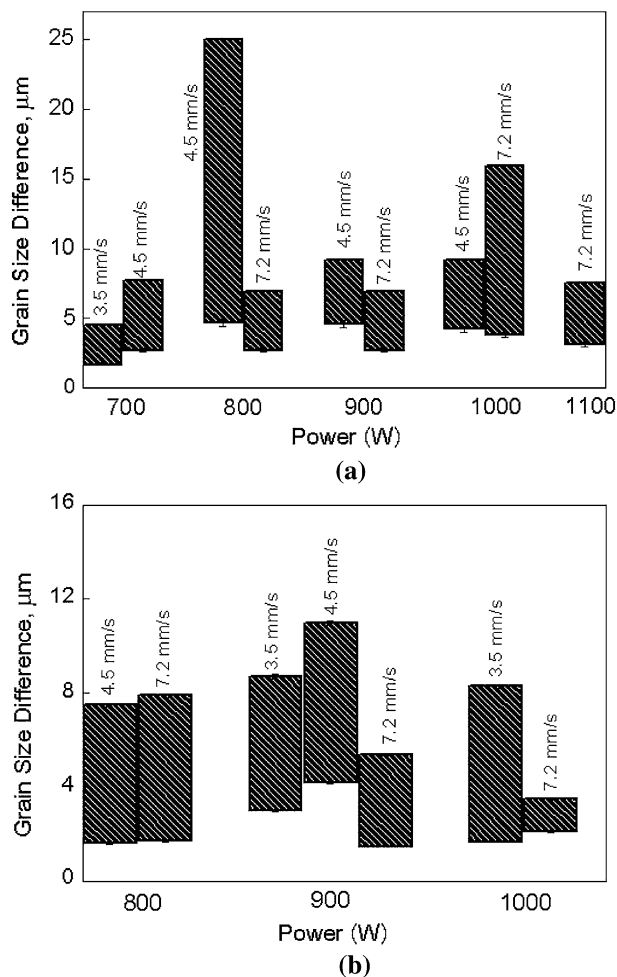 25
20
15
10
5
0
Grain Size Difference, μm
3.5 mm/s
4.5 mm/s
4.5 mm/s
7.2 mm/s
4.5 mm/s
7.2 mm/s
4.5 mm/s
7.2 mm/s
7.2 mm/s
700 800 900 1000 1100
Power (W)
(a)
16
12
8
4
0
Grain Size Difference, μm
4.5 mm/s
7.2 mm/s
3.5 mm/s
4.5 mm/s
7.2 mm/s
3.5 mm/s
7.2 mm/s
800 900 1000
Power (W)
(b)